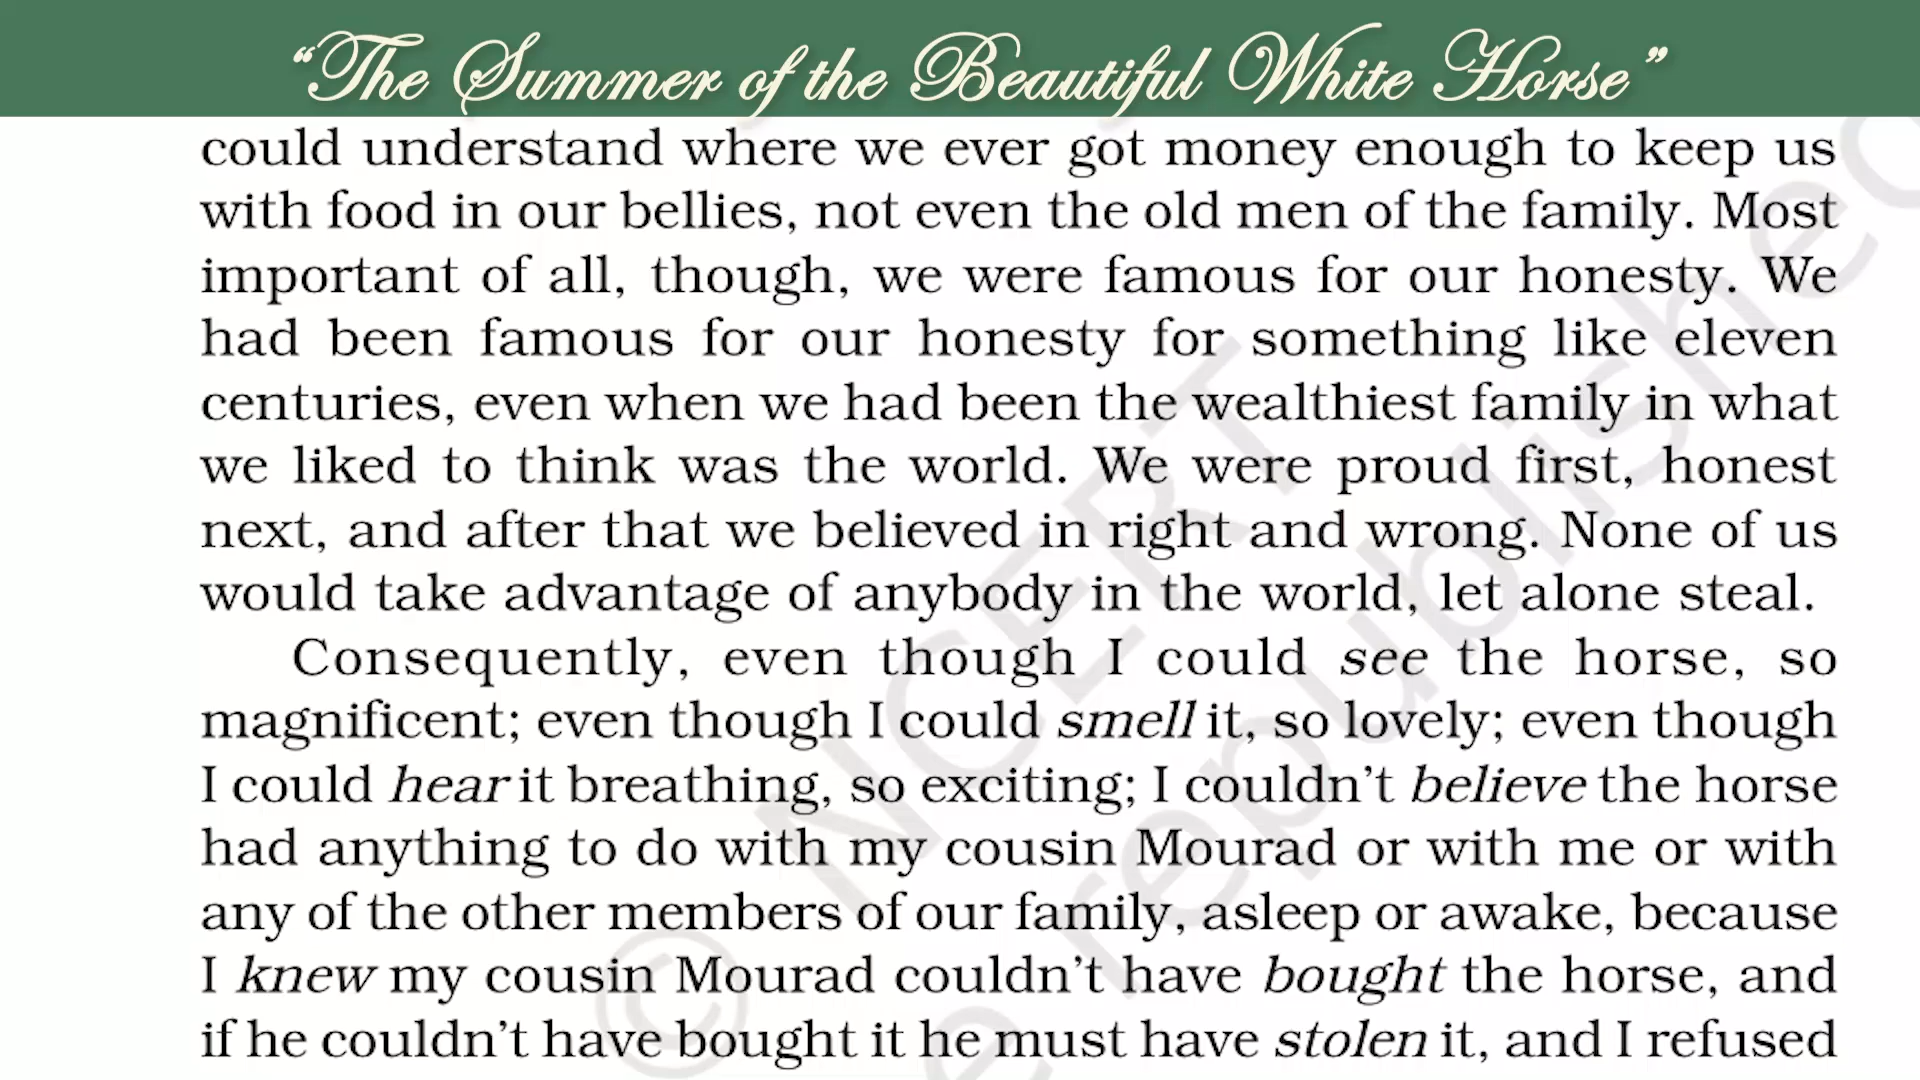 “The Summer of the Beautiful White Horse”
could understand where we ever got money enough to keep us
with food in our bellies, not even the old men of the family. Most
important of all, though, we were famous for our honesty. We
had been famous for our honesty for something like eleven
centuries, even when we had been the wealthiest family in what
we liked to think was the world. We were proud first, honest
next, and after that we believed in right and wrong. None of us
would take advantage of anybody in the world, let alone steal.
Consequently, even though I could see the horse, so
magnificent; even though I could smell it, so lovely; even though
I could hear it breathing, so exciting; I couldn’t believe the horse
had anything to do with my cousin Mourad or with me or with
any of the other members of our family, asleep or awake, because
I knew my cousin Mourad couldn’t have bought the horse, and
if he couldn’t have bought it he must have stolen it, and I refused
© NCERT
republished